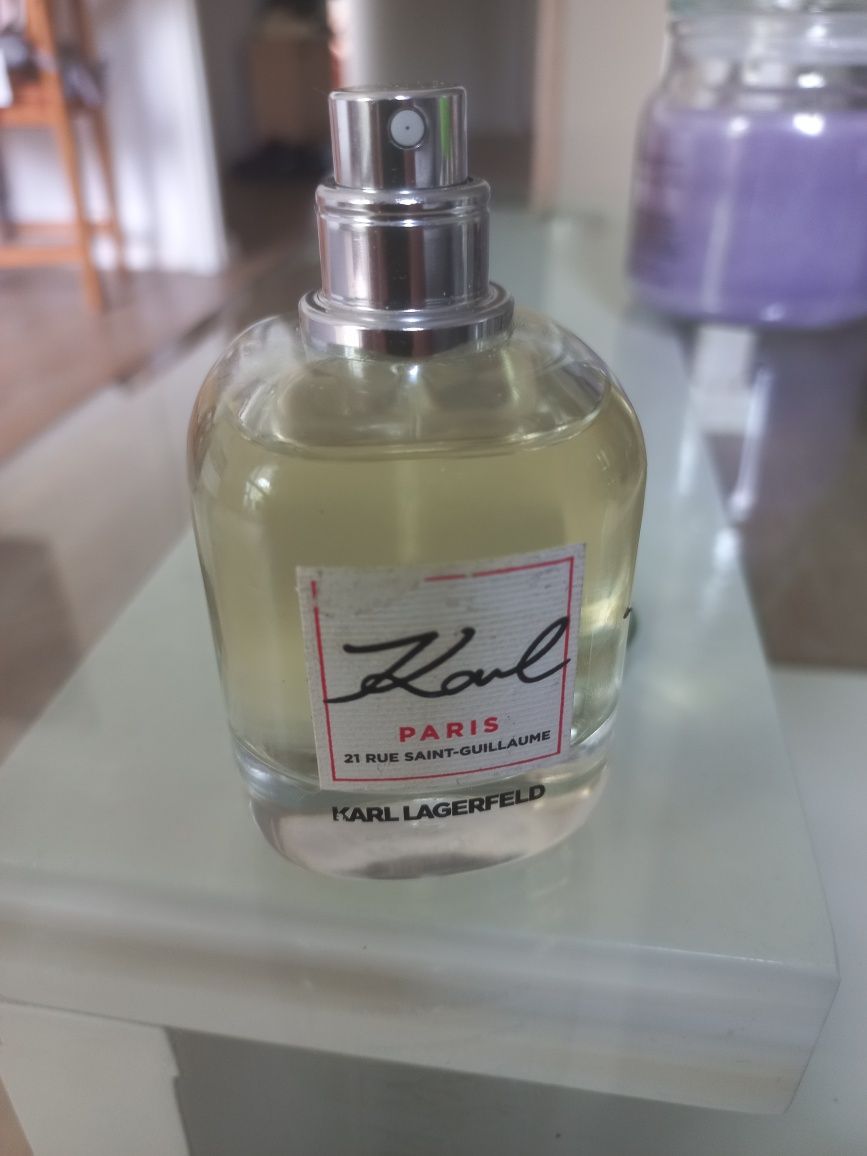 Karl
PARIS
21 RUE SAINT-GUILLAUME
KARL LAGERFELD